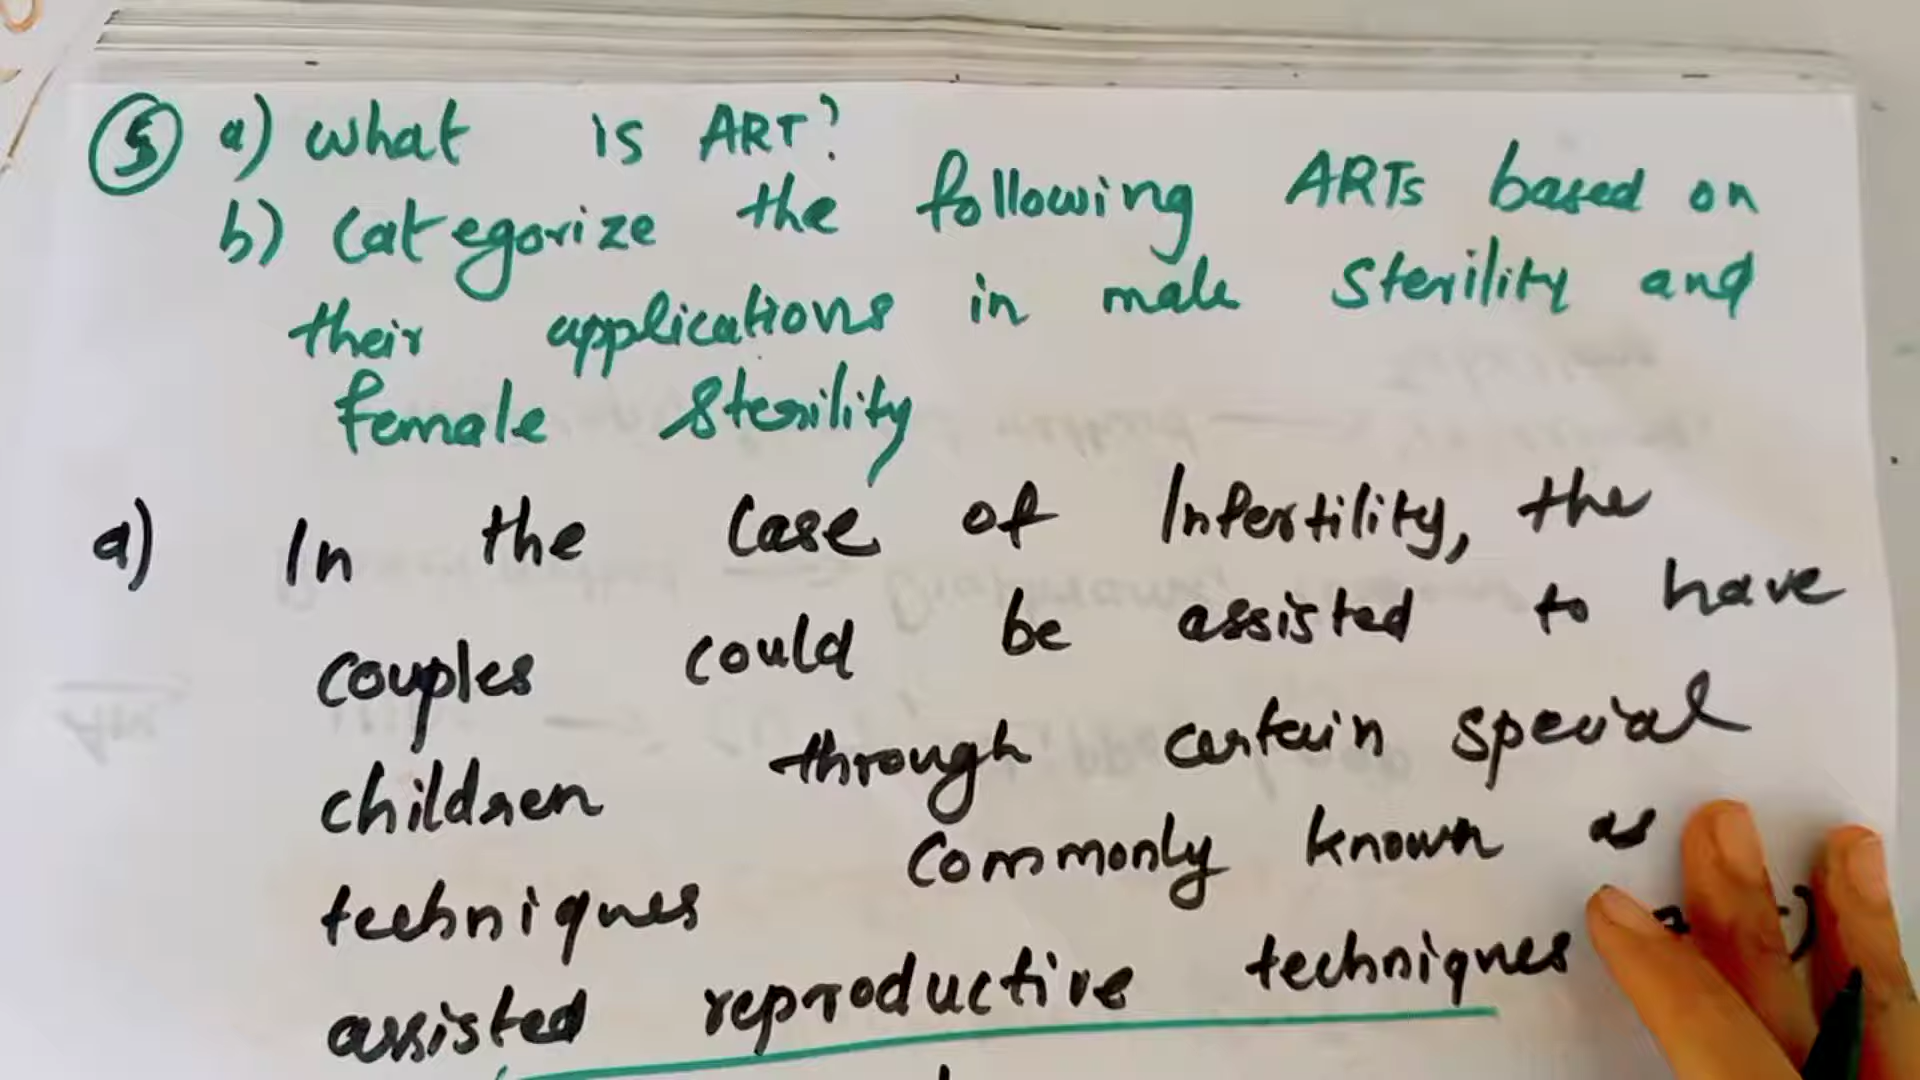 5 a) What is ART?
b) Categorize the following ARTs based on
their applications in male sterility and
female sterility
a) In the case of Infertility, the
couples could be assisted to have
children through certain special
techniques commonly known as
assisted reproductive techniques